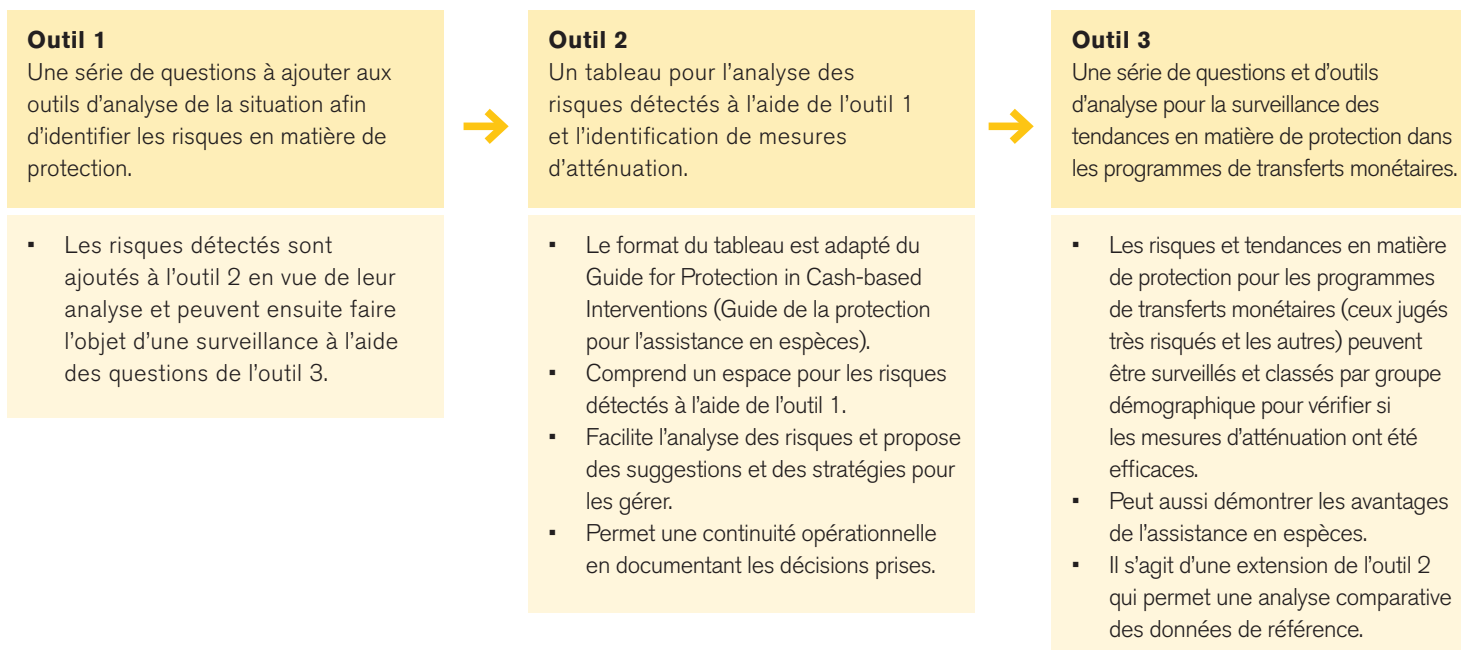 Outil 1
Une série de questions à ajouter aux
outils d'analyse de la situation afin
d'identifier les risques en matière de
protection.
▪ Les risques détectés sont
ajoutés à l'outil 2 en vue de leur
analyse et peuvent ensuite faire
l'objet d'une surveillance à l'aide
des questions de l'outil 3.
Outil 2
Un tableau pour l'analyse des
risques détectés à l'aide de l'outil 1
et l'identification de mesures
d'atténuation.
▪ Le format du tableau est adapté du
Guide for Protection in Cash-based
Interventions (Guide de la protection
pour l'assistance en espèces).
▪ Comprend un espace pour les risques
détectés à l'aide de l'outil 1.
▪ Facilite l'analyse des risques et propose
des suggestions et des stratégies pour
les gérer.
▪ Permet une continuité opérationnelle
en documentant les décisions prises.
Outil 3
Une série de questions et d'outils
d'analyse pour la surveillance des
tendances en matière de protection dans
les programmes de transferts monétaires.
▪ Les risques et tendances en matière
de protection pour les programmes
de transferts monétaires (ceux jugés
très risqués et les autres) peuvent
être surveillés et classés par groupe
démographique pour vérifier si
les mesures d'atténuation ont été
efficaces.
▪ Peut aussi démontrer les avantages
de l'assistance en espèces.
▪ Il s'agit d'une extension de l'outil 2
qui permet une analyse comparative
des données de référence.